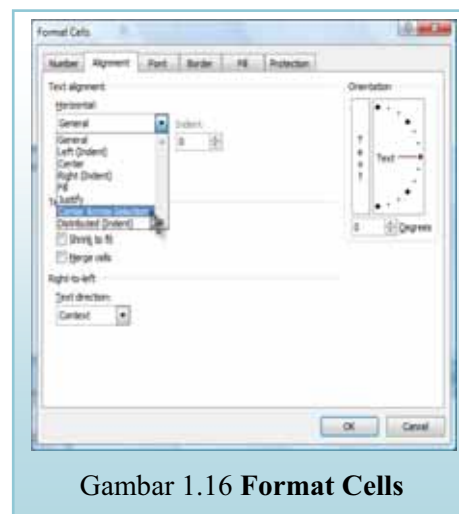 Format Cells
Number Alignment Font Border Fill Protection
Text alignment
Horizontal:
General
Indent:
0
General
Left (Indent)
Center
Right (Indent)
Fill
Justify
Center Across Selection
Distributed (Indent)
Shrink to fit
Merge cells
Right-to-left
Text direction:
Context
Orientation
Text
Text
0 Degrees
OK Cancel
Gambar 1.16 Format Cells